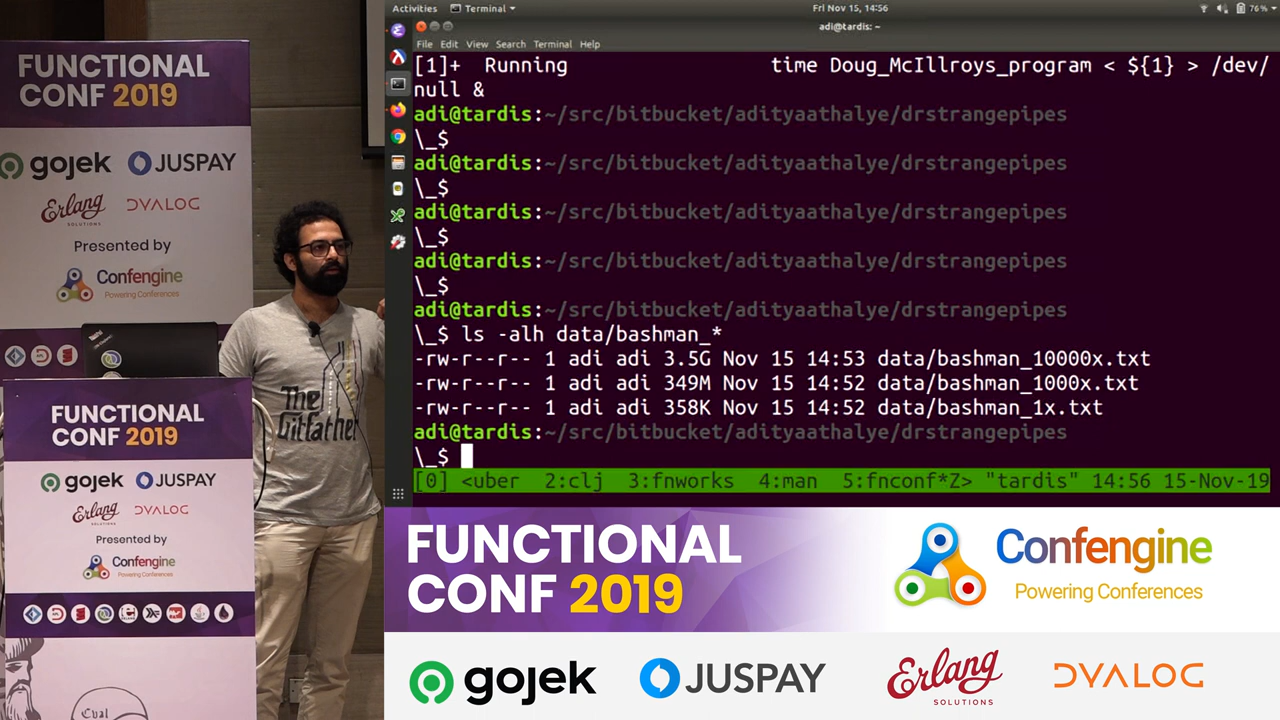 FUNCTIONAL
CONF 2019
gojek JUSPAY
Erlang
SOLUTIONS
DYALOG
Presented by
Confengine
Powering Conferences
FUNCTIONAL
CONF 2019
gojek JUSPAY
Erlang
SOLUTIONS
DYALOG
Presented by
Confengine
Powering Conferences
Eval
The
Gitfather
Activities Terminal Fri Nov 15, 14:56 76%
adi@tardis: ~
File Edit View Search Terminal Help
[1]+ Running time Doug_McIllroys_program < ${1} > /dev/
null &
adi@tardis:~/src/bitbucket/adityaathalye/drstrangepipes
\_$
adi@tardis:~/src/bitbucket/adityaathalye/drstrangepipes
\_$
adi@tardis:~/src/bitbucket/adityaathalye/drstrangepipes
\_$
adi@tardis:~/src/bitbucket/adityaathalye/drstrangepipes
\_$
adi@tardis:~/src/bitbucket/adityaathalye/drstrangepipes
\_$ ls -alh data/bashman_*
-rw-r--r-- 1 adi adi 3.5G Nov 15 14:53 data/bashman_10000x.txt
-rw-r--r-- 1 adi adi 349M Nov 15 14:52 data/bashman_1000x.txt
-rw-r--r-- 1 adi adi 358K Nov 15 14:52 data/bashman_1x.txt
adi@tardis:~/src/bitbucket/adityaathalye/drstrangepipes
\_$
[0] <uber 2:clj 3:fnworks 4:man 5:fnconf*Z> "tardis" 14:56 15-Nov-19
FUNCTIONAL
CONF 2019
Confengine
Powering Conferences
gojek JUSPAY Erlang DYALOG
SOLUTIONS